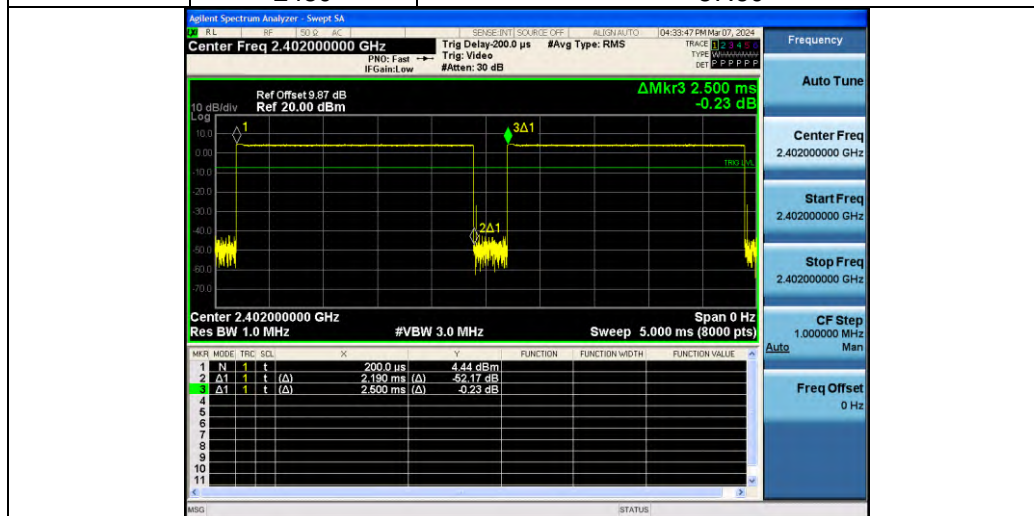 Agilent Spectrum Analyzer - Swept SA
RL RF 50 Ω AC SENSE:INT SOURCE OFF ALIGN AUTO 04:33:47 PM Mar 07, 2024
Center Freq 2.402000000 GHz
PNO: Fast
IFGain:Low
Trig Delay-200.0 µs #Avg Type: RMS
Trig: Video
#Atten: 30 dB
TRACE 1 2 3 4 5 6
TYPE
DET P P P P P P
Frequency
Auto Tune
ΔMkr3 2.500 ms
-0.23 dB
Ref Offset 9.87 dB
10 dB/div Ref 20.00 dBm
Log
10.0
0.00
-10.0
-20.0
-30.0
-40.0
-50.0
-60.0
-70.0
1
3Δ1
TRIG LVL
2Δ1
Center Freq
2.402000000 GHz
Start Freq
2.402000000 GHz
Stop Freq
2.402000000 GHz
CF Step
1.000000 MHz
Auto Man
Freq Offset
0 Hz
Center 2.402000000 GHz Span 0 Hz
Res BW 1.0 MHz #VBW 3.0 MHz Sweep 5.000 ms (8000 pts)
MKR MODE TRC SCL X Y FUNCTION FUNCTION WIDTH FUNCTION VALUE
1 N 1 t 200.0 µs 4.44 dBm
2 Δ1 1 t (Δ) 2.190 ms (Δ) -52.17 dB
3 Δ1 1 t (Δ) 2.500 ms (Δ) -0.23 dB
4
5
6
7
8
9
10
11
MSG STATUS